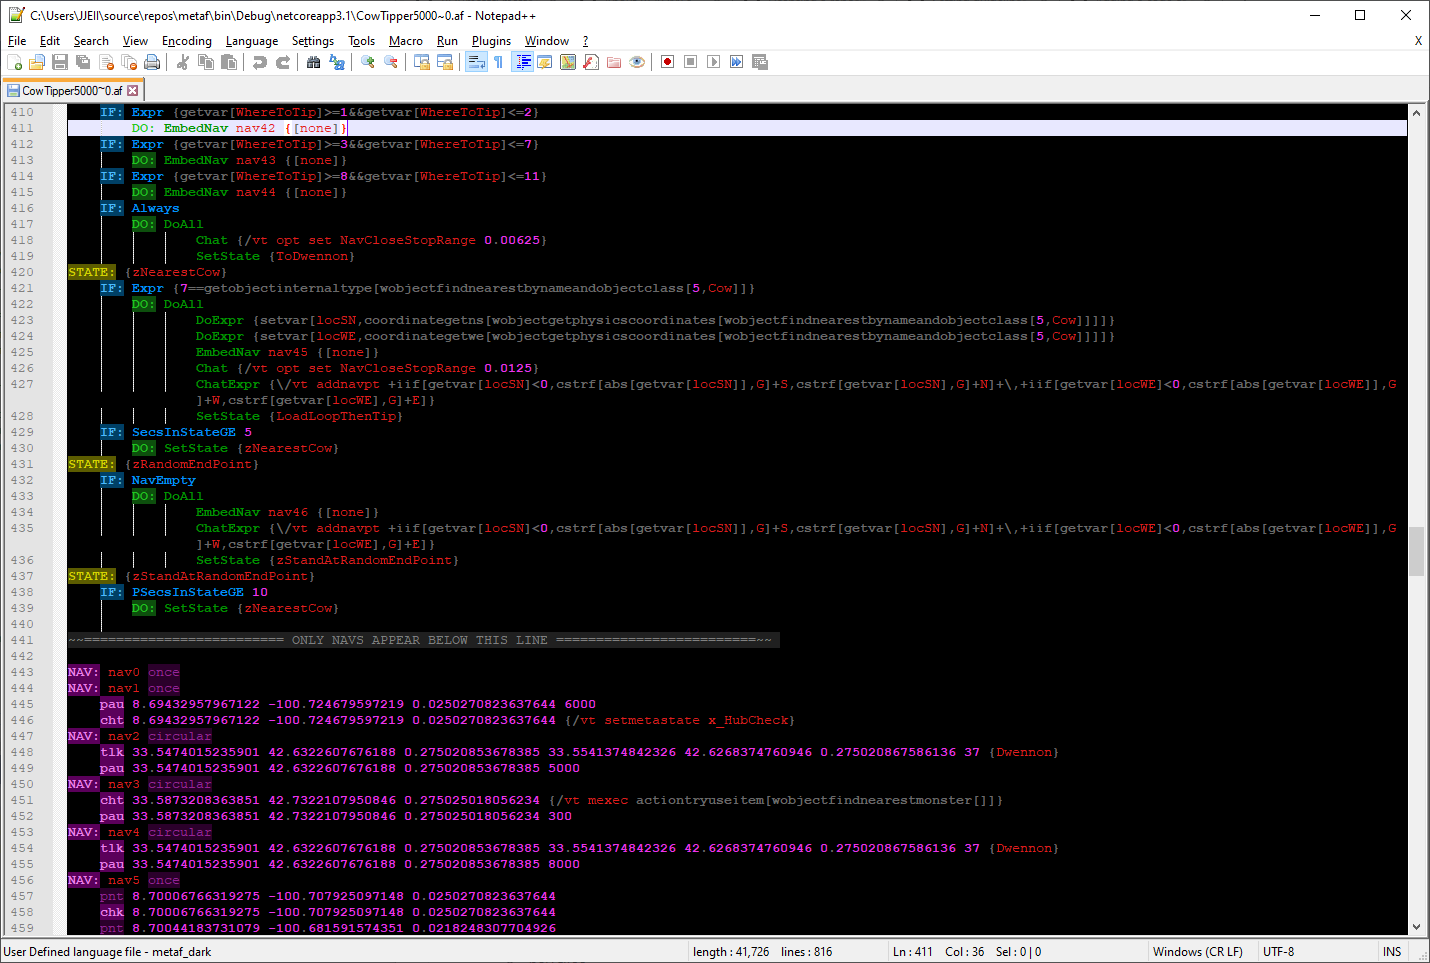 C:\Users\JJEll\source\repos\metaf\bin\Debug\netcoreapp3.1\CowTipper5000~0.af - Notepad++
File Edit Search View Encoding Language Settings Tools Macro Run Plugins Window ? X
CowTipper5000~0.af
410 IF: Expr {getvar[WhereToTip]>=1&&getvar[WhereToTip]<=2}
411 DO: EmbedNav nav42 {[none]}
412 IF: Expr {getvar[WhereToTip]>=3&&getvar[WhereToTip]<=7}
413 DO: EmbedNav nav43 {[none]}
414 IF: Expr {getvar[WhereToTip]>=8&&getvar[WhereToTip]<=11}
415 DO: EmbedNav nav44 {[none]}
416 IF: Always
417 DO: DoAll
418 Chat {/vt opt set NavCloseStopRange 0.00625}
419 SetState {ToDwennon}
420 STATE: {zNearestCow}
421 IF: Expr {7==getobjectinternaltype[wobjectfindnearestbynameandobjectclass[5,Cow]]}
422 DO: DoAll
423 DoExpr {setvar[locSN,coordinategetns[wobjectgetphysicscoordinates[wobjectfindnearestbynameandobjectclass[5,Cow]]]]}
424 DoExpr {setvar[locWE,coordinategetwe[wobjectgetphysicscoordinates[wobjectfindnearestbynameandobjectclass[5,Cow]]]]}
425 EmbedNav nav45 {[none]}
426 Chat {/vt opt set NavCloseStopRange 0.0125}
427 ChatExpr {\/vt addnavpt +iif[getvar[locSN]<0,cstrf[abs[getvar[locSN]],G]+S,cstrf[getvar[locSN],G]+N]+\,+iif[getvar[locWE]<0,cstrf[abs[getvar[locWE]],G
]+W,cstrf[getvar[locWE],G]+E]}
428 SetState {LoadLoopThenTip}
429 IF: SecsInStateGE 5
430 DO: SetState {zNearestCow}
431 STATE: {zRandomEndPoint}
432 IF: NavEmpty
433 DO: DoAll
434 EmbedNav nav46 {[none]}
435 ChatExpr {\/vt addnavpt +iif[getvar[locSN]<0,cstrf[abs[getvar[locSN]],G]+S,cstrf[getvar[locSN],G]+N]+\,+iif[getvar[locWE]<0,cstrf[abs[getvar[locWE]],G
]+W,cstrf[getvar[locWE],G]+E]}
436 SetState {zStandAtRandomEndPoint}
437 STATE: {zStandAtRandomEndPoint}
438 IF: PSecsInStateGE 10
439 DO: SetState {zNearestCow}
440
441 ~~========================= ONLY NAVS APPEAR BELOW THIS LINE =========================~~
442
443 NAV: nav0 once
444 NAV: nav1 once
445 pau 8.69432957967122 -100.724679597219 0.0250270823637644 6000
446 cht 8.69432957967122 -100.724679597219 0.0250270823637644 {/vt setmetastate x_HubCheck}
447 NAV: nav2 circular
448 tlk 33.5474015235901 42.6322607676188 0.275020853678385 33.5541374842326 42.6268374760946 0.275020867586136 37 {Dwennon}
449 pau 33.5474015235901 42.6322607676188 0.275020853678385 5000
450 NAV: nav3 circular
451 cht 33.5873208363851 42.7322107950846 0.275025018056234 {/vt mexec actiontryuseitem[wobjectfindnearestmonster[]]}
452 pau 33.5873208363851 42.7322107950846 0.275025018056234 300
453 NAV: nav4 circular
454 tlk 33.5474015235901 42.6322607676188 0.275020853678385 33.5541374842326 42.6268374760946 0.275020867586136 37 {Dwennon}
455 pau 33.5474015235901 42.6322607676188 0.275020853678385 8000
456 NAV: nav5 once
457 pnt 8.70006766319275 -100.707925097148 0.0250270823637644
458 chk 8.70006766319275 -100.707925097148 0.0250270823637644
459 pnt 8.70044183731079 -100.681591574351 0.0218248307704926
User Defined language file - metaf_dark length : 41,726 lines : 816 Ln : 411 Col : 36 Sel : 0 | 0 Windows (CR LF) UTF-8 INS